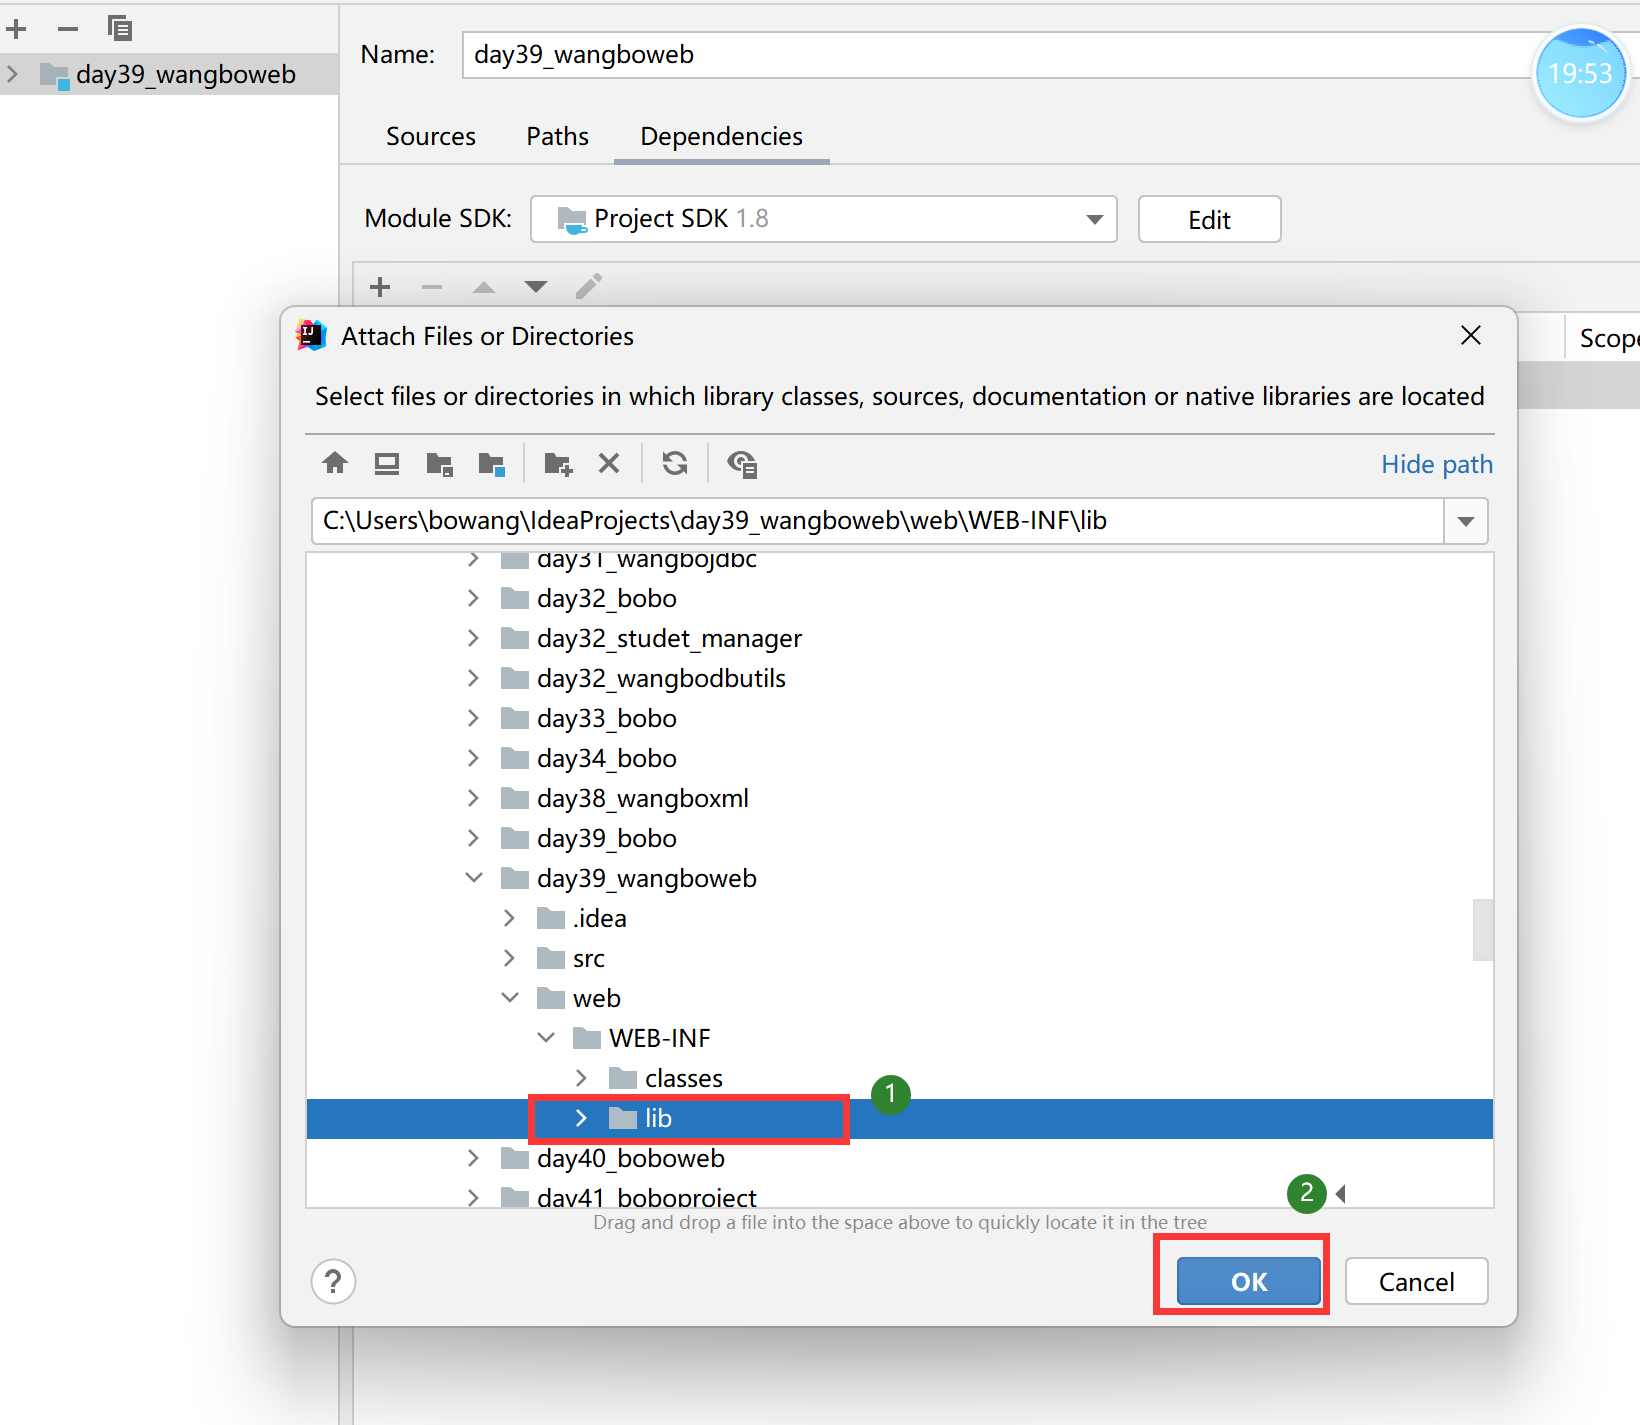 day39_wangboweb
Name: day39_wangboweb
19:53
Sources Paths Dependencies
Module SDK: Project SDK 1.8 Edit
Attach Files or Directories
Scope
Select files or directories in which library classes, sources, documentation or native libraries are located
Hide path
C:\Users\bowang\IdeaProjects\day39_wangboweb\web\WEB-INF\lib
day31_wangbojdbc
day32_bobo
day32_studet_manager
day32_wangbodbutils
day33_bobo
day34_bobo
day38_wangboxml
day39_bobo
day39_wangboweb
.idea
src
web
WEB-INF
classes
1
lib
day40_boboweb
2
day41_boboproject
Drag and drop a file into the space above to quickly locate it in the tree
? OK Cancel